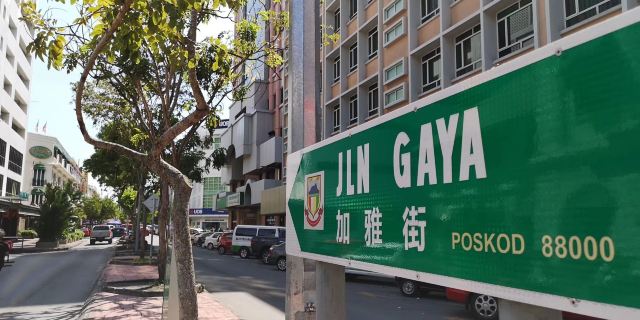 JLN GAYA
加雅街
POSKOD 88000